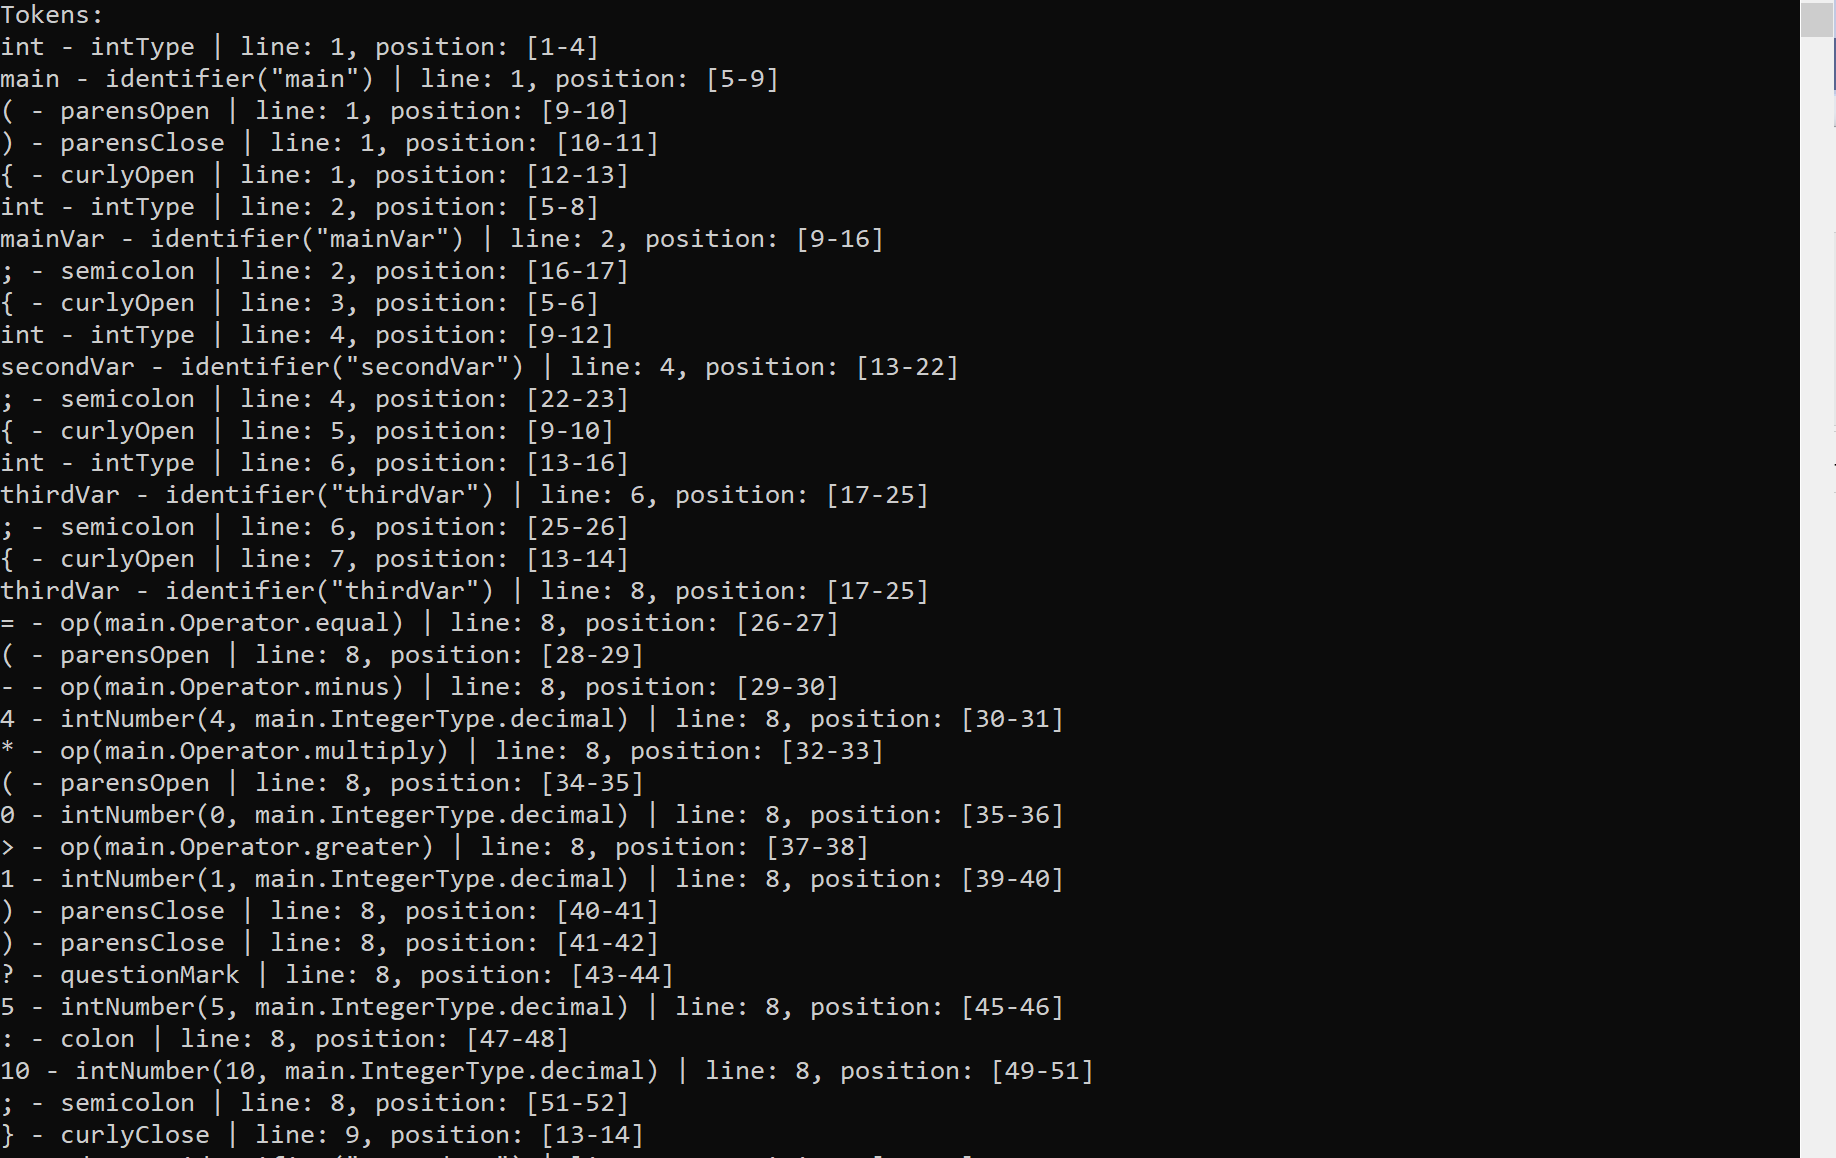 Tokens:
int - intType | line: 1, position: [1-4]
main - identifier("main") | line: 1, position: [5-9]
( - parensOpen | line: 1, position: [9-10]
) - parensClose | line: 1, position: [10-11]
{ - curlyOpen | line: 1, position: [12-13]
int - intType | line: 2, position: [5-8]
mainVar - identifier("mainVar") | line: 2, position: [9-16]
; - semicolon | line: 2, position: [16-17]
{ - curlyOpen | line: 3, position: [5-6]
int - intType | line: 4, position: [9-12]
secondVar - identifier("secondVar") | line: 4, position: [13-22]
; - semicolon | line: 4, position: [22-23]
{ - curlyOpen | line: 5, position: [9-10]
int - intType | line: 6, position: [13-16]
thirdVar - identifier("thirdVar") | line: 6, position: [17-25]
; - semicolon | line: 6, position: [25-26]
{ - curlyOpen | line: 7, position: [13-14]
thirdVar - identifier("thirdVar") | line: 8, position: [17-25]
= - op(main.Operator.equal) | line: 8, position: [26-27]
( - parensOpen | line: 8, position: [28-29]
- - op(main.Operator.minus) | line: 8, position: [29-30]
4 - intNumber(4, main.IntegerType.decimal) | line: 8, position: [30-31]
* - op(main.Operator.multiply) | line: 8, position: [32-33]
( - parensOpen | line: 8, position: [34-35]
0 - intNumber(0, main.IntegerType.decimal) | line: 8, position: [35-36]
> - op(main.Operator.greater) | line: 8, position: [37-38]
1 - intNumber(1, main.IntegerType.decimal) | line: 8, position: [39-40]
) - parensClose | line: 8, position: [40-41]
) - parensClose | line: 8, position: [41-42]
? - questionMark | line: 8, position: [43-44]
5 - intNumber(5, main.IntegerType.decimal) | line: 8, position: [45-46]
: - colon | line: 8, position: [47-48]
10 - intNumber(10, main.IntegerType.decimal) | line: 8, position: [49-51]
; - semicolon | line: 8, position: [51-52]
} - curlyClose | line: 9, position: [13-14]